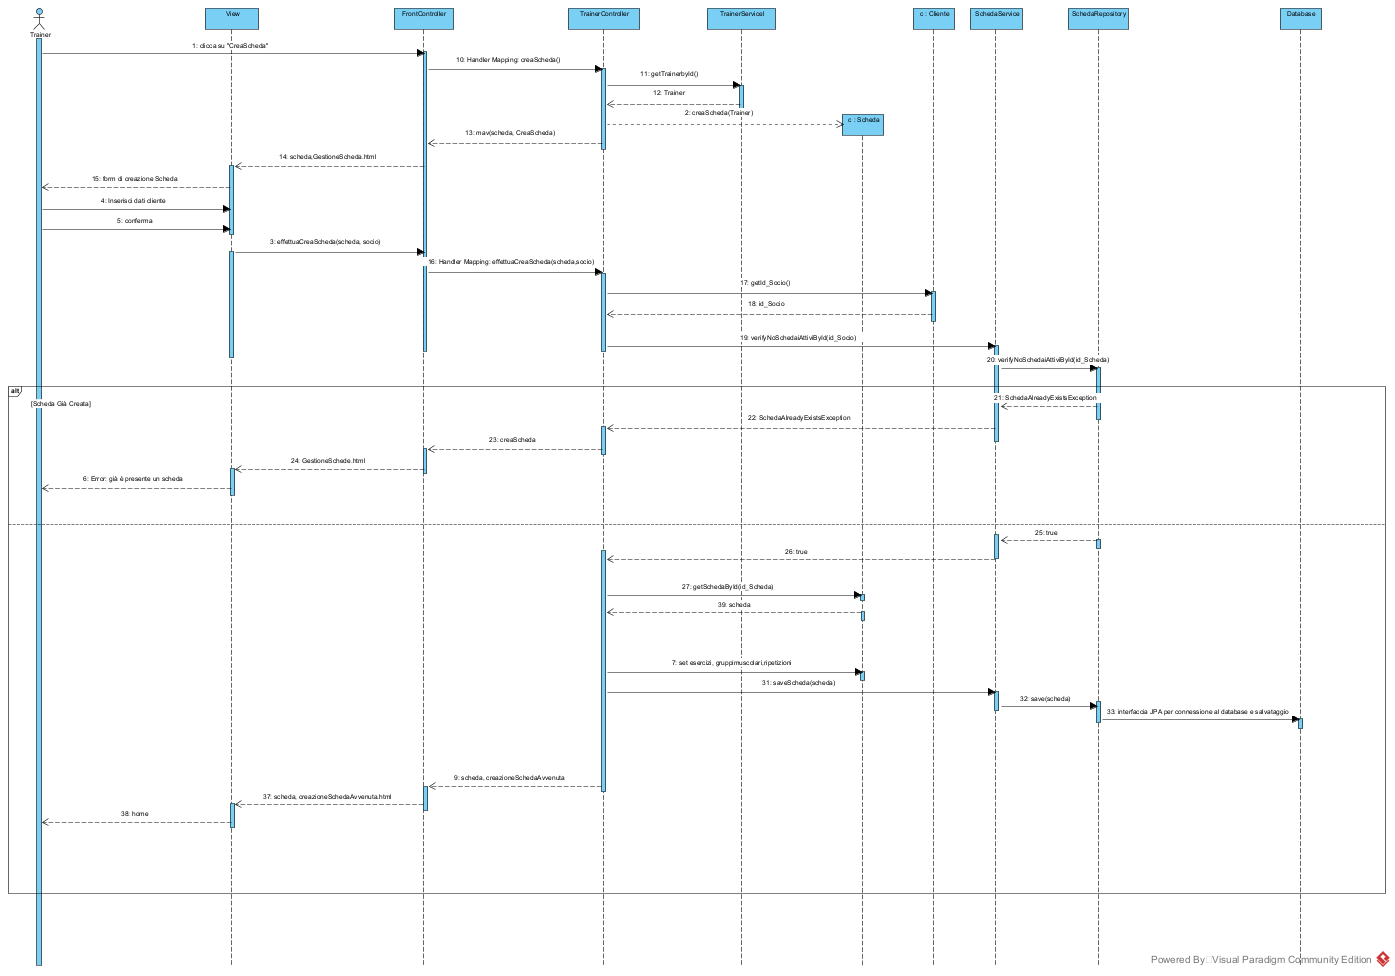 View
FrontController
TrainerController
TrainerServiceI
c : Cliente
SchedaService
SchedaRepository
Database
Trainer
1: clicca su "CreaScheda"
10: Handler Mapping: creaScheda()
11: getTrainerbyId()
12: Trainer
2: creaScheda(Trainer)
c : Scheda
13: mav(scheda, CreaScheda)
14: scheda,GestioneScheda.html
15: form di creazione Scheda
4: Inserisci dati cliente
5: conferma
3: effettuaCreaScheda(scheda, socio)
16: Handler Mapping: effettuaCreaScheda(scheda,socio)
17: getId_Socio()
18: id_Socio
19: verifyNoSchedaiAttiviById(id_Socio)
20: verifyNoSchedaiAttiviById(id_Scheda)
alt
[Scheda Già Creata]
21: SchedaAlreadyExistsException
22: SchedaAlreadyExistsException
23: creaScheda
24: GestioneSchede.html
6: Error: già è presente un scheda
25: true
26: true
27: getSchedaById(id_Scheda)
39: scheda
7: set esercizi, gruppimuscolari,ripetizioni
31: saveScheda(scheda)
32: save(scheda)
33: interfaccia JPA per connessione al database e salvataggio
9: scheda, creazioneSchedaAvvenuta
37: scheda, creazioneSchedaAvvenuta.html
38: home
Powered By Visual Paradigm Community Edition